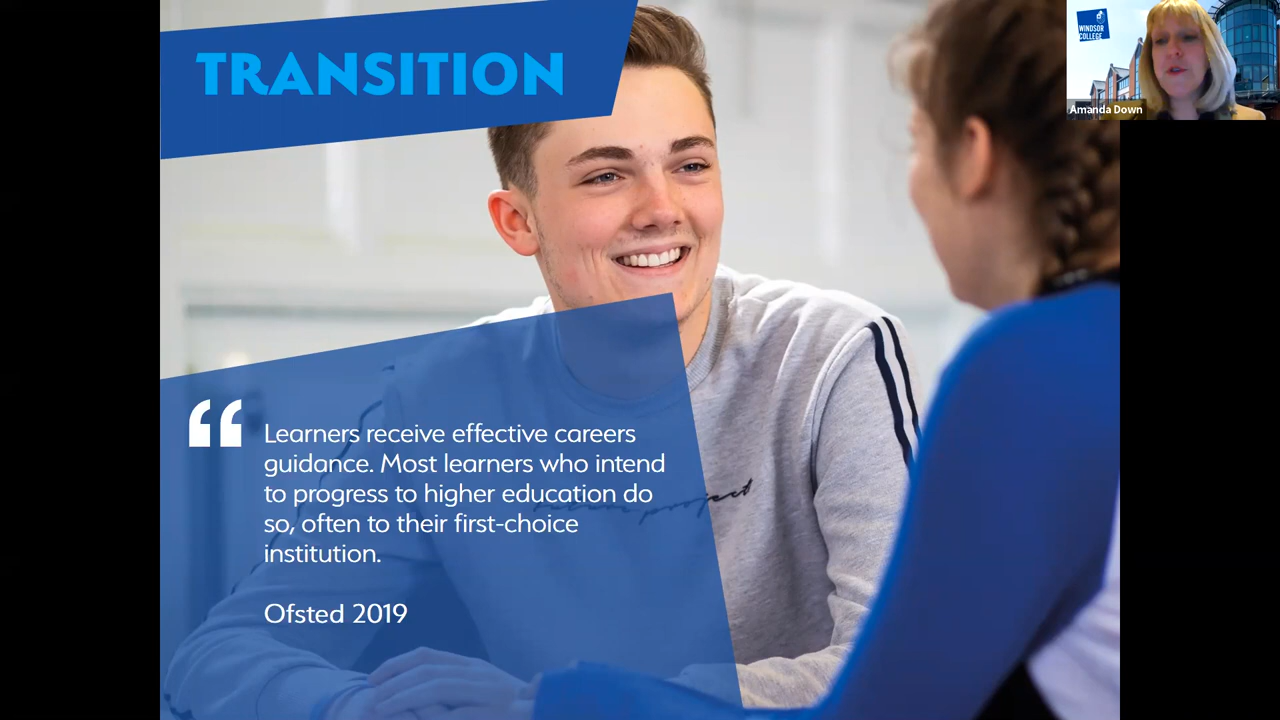 TRANSITION
WINDSOR
COLLEGE
Amanda Down
“
Learners receive effective careers
guidance. Most learners who intend
to progress to higher education do
so, often to their first-choice
institution.
Ofsted 2019